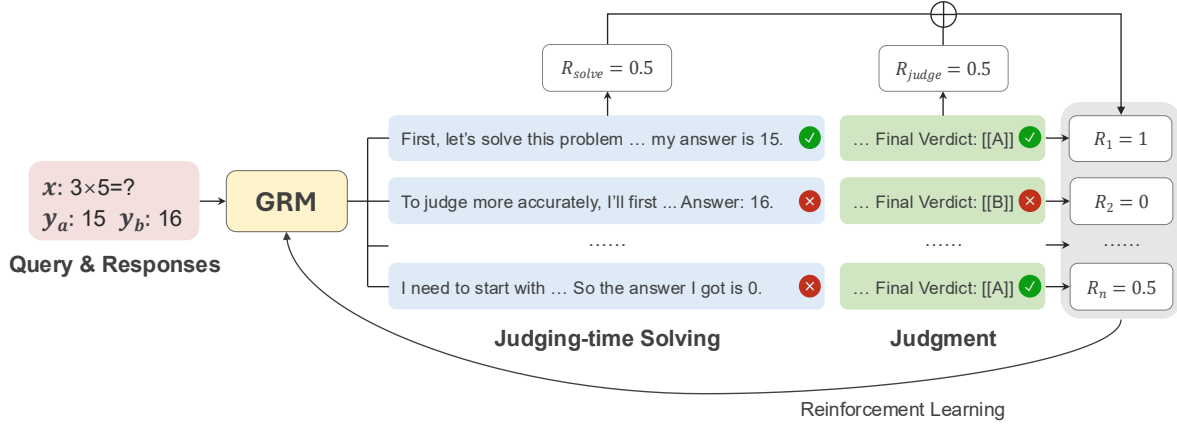 R_solve = 0.5
R_judge = 0.5
First, let's solve this problem … my answer is 15.
… Final Verdict: [[A]]
R_1 = 1
x: 3×5=?
y_a: 15 y_b: 16
GRM
To judge more accurately, I'll first ... Answer: 16.
… Final Verdict: [[B]]
R_2 = 0
Query & Responses
……
……
……
I need to start with … So the answer I got is 0.
… Final Verdict: [[A]]
R_n = 0.5
Judging-time Solving
Judgment
Reinforcement Learning